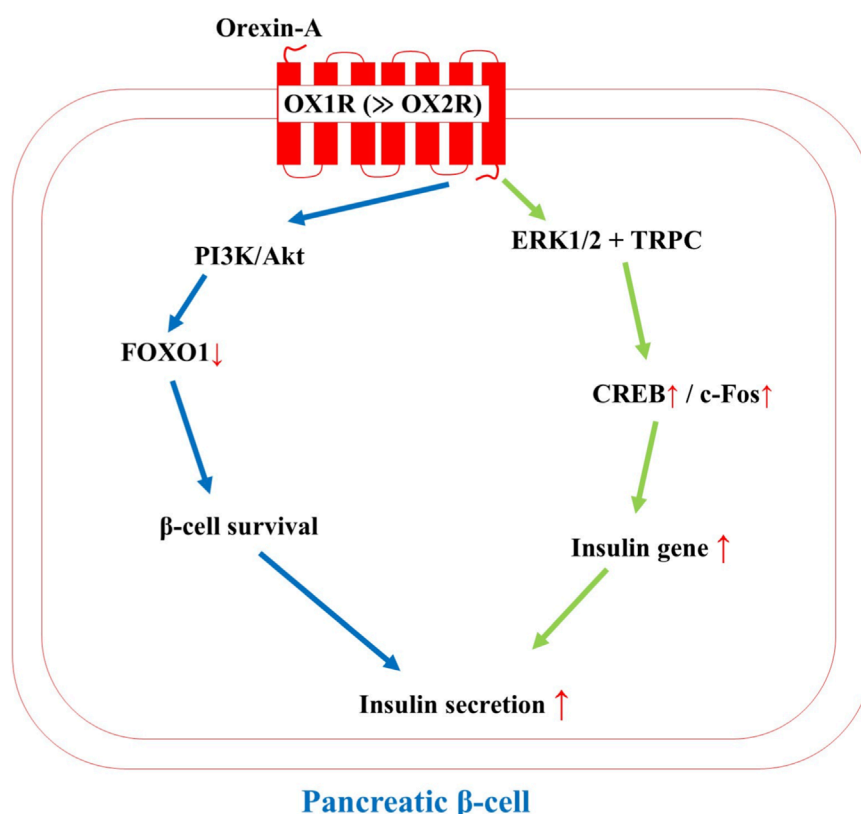 Orexin-A
OX1R (≫ OX2R)
PI3K/Akt
ERK1/2 + TRPC
FOXO1↓
CREB↑ / c-Fos↑
β-cell survival
Insulin gene ↑
Insulin secretion ↑
Pancreatic β-cell